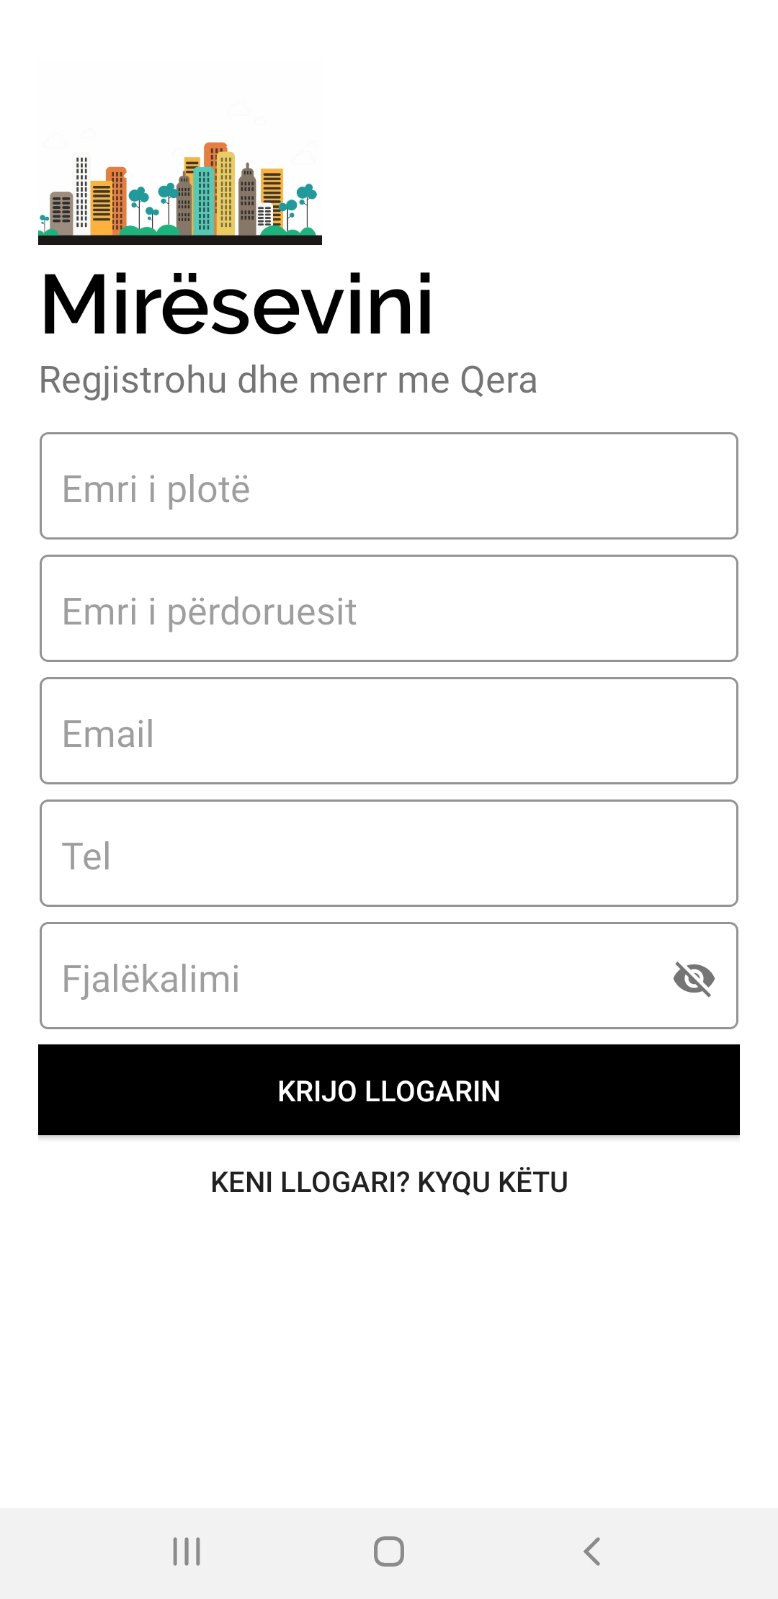 Mirësevini
Regjistrohu dhe merr me Qera
Emri i plotë
Emri i përdoruesit
Email
Tel
Fjalëkalimi
KRIJO LLOGARIN
KENI LLOGARI? KYQU KËTU